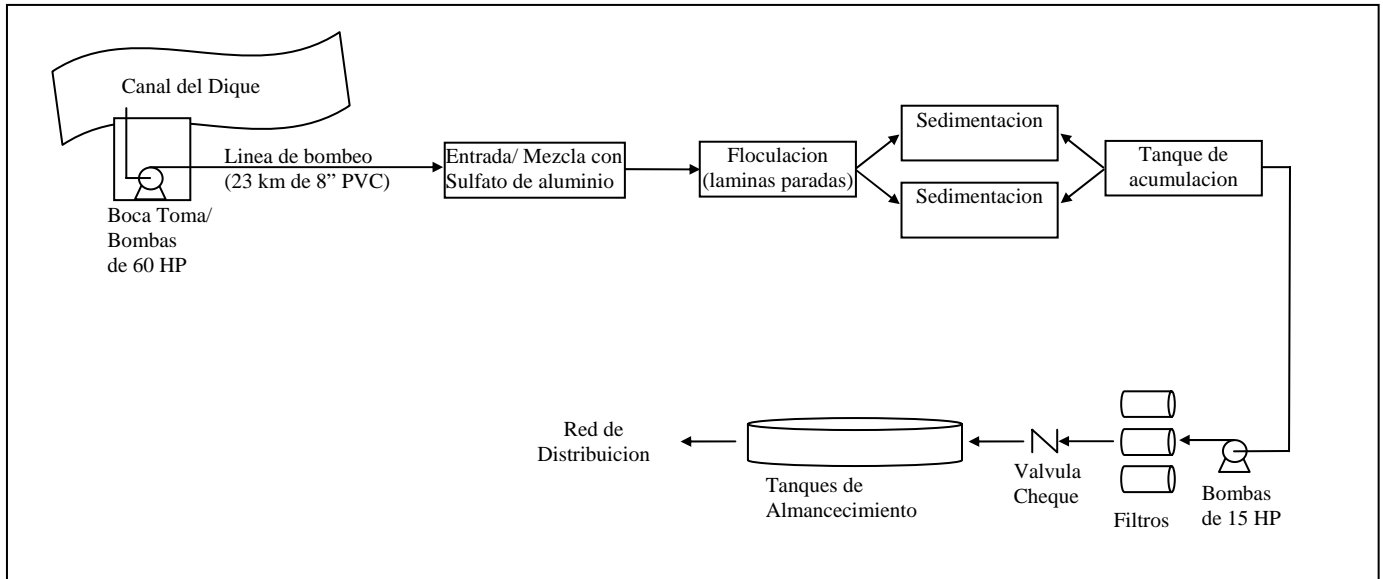 Canal del Dique
Linea de bombeo
(23 km de 8” PVC)
Boca Toma/
Bombas
de 60 HP
Entrada/ Mezcla con
Sulfato de aluminio
Floculacion
(laminas paradas)
Sedimentacion
Sedimentacion
Tanque de
acumulacion
Red de
Distribuicion
Tanques de
Almancecimiento
Valvula
Cheque
Filtros
Bombas
de 15 HP